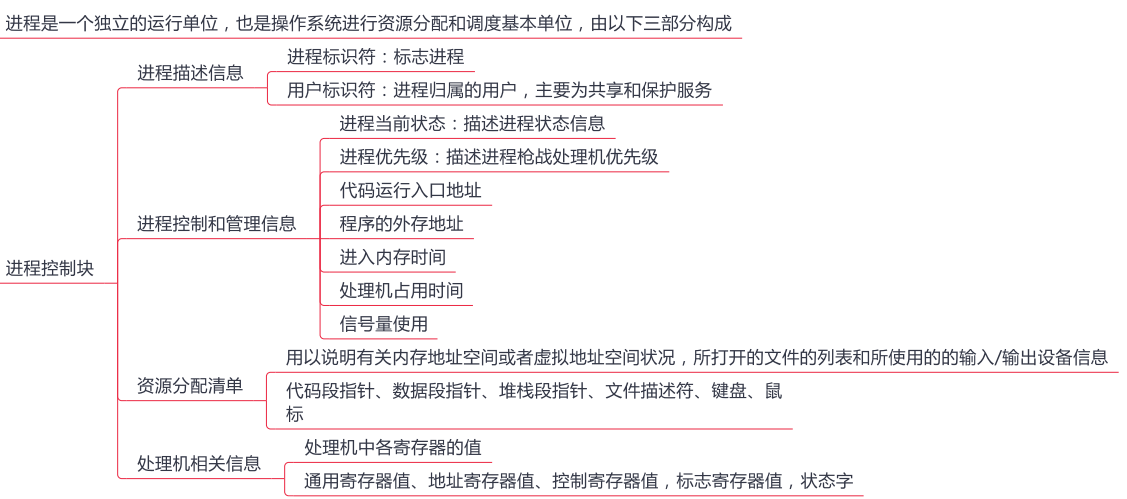 进程是一个独立的运行单位，也是操作系统进行资源分配和调度基本单位，由以下三部分构成
进程控制块
进程描述信息
进程标识符：标志进程
用户标识符：进程归属的用户，主要为共享和保护服务
进程控制和管理信息
进程当前状态：描述进程状态信息
进程优先级：描述进程枪战处理机优先级
代码运行入口地址
程序的外存地址
进入内存时间
处理机占用时间
信号量使用
资源分配清单
用以说明有关内存地址空间或者虚拟地址空间状况，所打开的文件的列表和所使用的的输入/输出设备信息
代码段指针、数据段指针、堆栈段指针、文件描述符、键盘、鼠
标
处理机相关信息
处理机中各寄存器的值
通用寄存器值、地址寄存器值、控制寄存器值，标志寄存器值，状态字